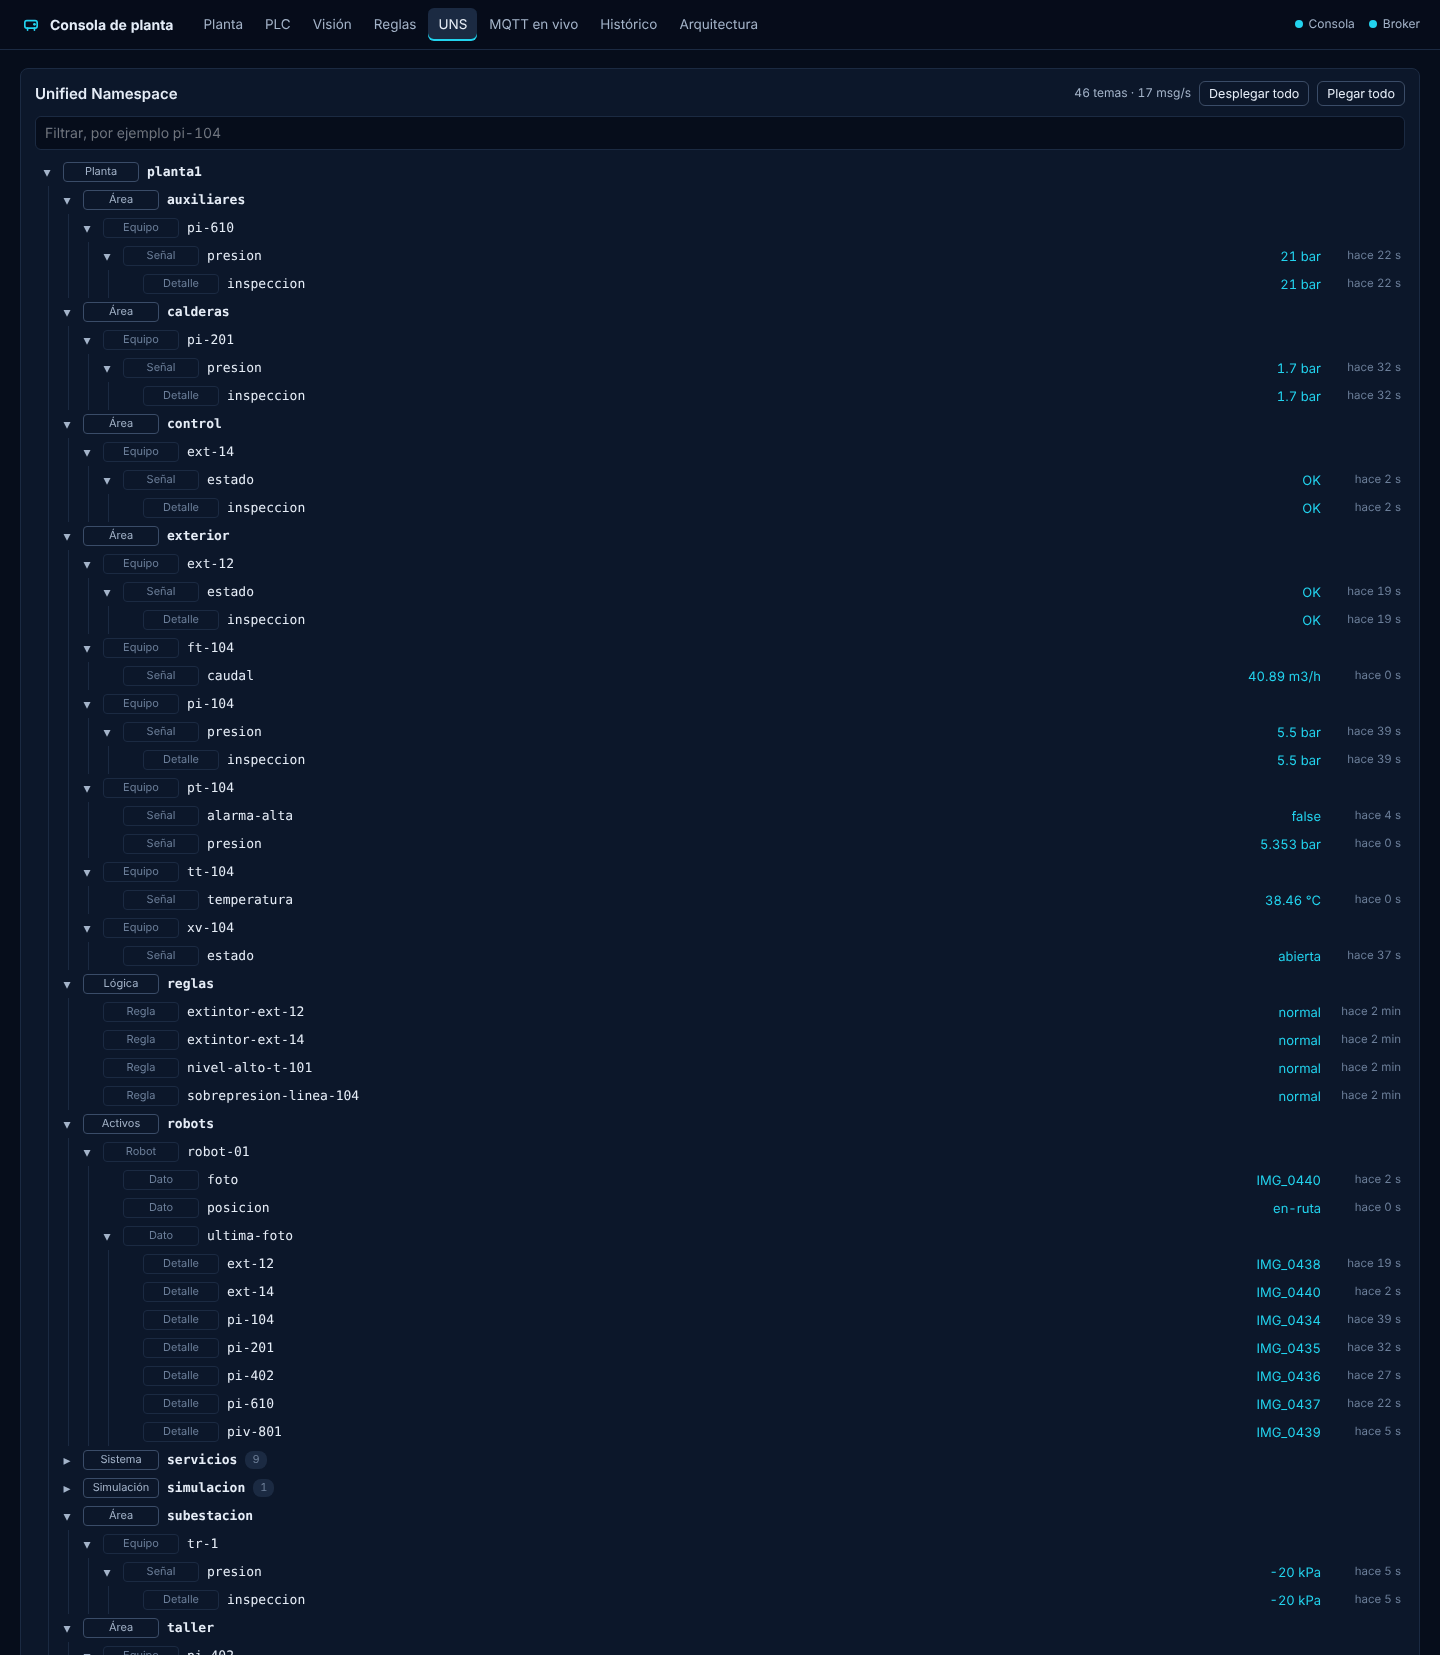 Consola de planta Planta PLC Visión Reglas UNS MQTT en vivo Histórico Arquitectura Consola Broker
Unified Namespace 46 temas · 17 msg/s Desplegar todo Plegar todo
Filtrar, por ejemplo pi-104
Planta planta1
Área auxiliares
Equipo pi-610
Señal presion 21 bar hace 22 s
Detalle inspeccion 21 bar hace 22 s
Área calderas
Equipo pi-201
Señal presion 1.7 bar hace 32 s
Detalle inspeccion 1.7 bar hace 32 s
Área control
Equipo ext-14
Señal estado OK hace 2 s
Detalle inspeccion OK hace 2 s
Área exterior
Equipo ext-12
Señal estado OK hace 19 s
Detalle inspeccion OK hace 19 s
Equipo ft-104
Señal caudal 40.89 m3/h hace 0 s
Equipo pi-104
Señal presion 5.5 bar hace 39 s
Detalle inspeccion 5.5 bar hace 39 s
Equipo pt-104
Señal alarma-alta false hace 4 s
Señal presion 5.353 bar hace 0 s
Equipo tt-104
Señal temperatura 38.46 °C hace 0 s
Equipo xv-104
Señal estado abierta hace 37 s
Lógica reglas
Regla extintor-ext-12 normal hace 2 min
Regla extintor-ext-14 normal hace 2 min
Regla nivel-alto-t-101 normal hace 2 min
Regla sobrepresion-linea-104 normal hace 2 min
Activos robots
Robot robot-01
Dato foto IMG_0440 hace 2 s
Dato posicion en-ruta hace 0 s
Dato ultima-foto
Detalle ext-12 IMG_0438 hace 19 s
Detalle ext-14 IMG_0440 hace 2 s
Detalle pi-104 IMG_0434 hace 39 s
Detalle pi-201 IMG_0435 hace 32 s
Detalle pi-402 IMG_0436 hace 27 s
Detalle pi-610 IMG_0437 hace 22 s
Detalle piv-801 IMG_0439 hace 5 s
Sistema servicios 9
Simulación simulacion 1
Área subestacion
Equipo tr-1
Señal presion -20 kPa hace 5 s
Detalle inspeccion -20 kPa hace 5 s
Área taller
Equipo pi-402